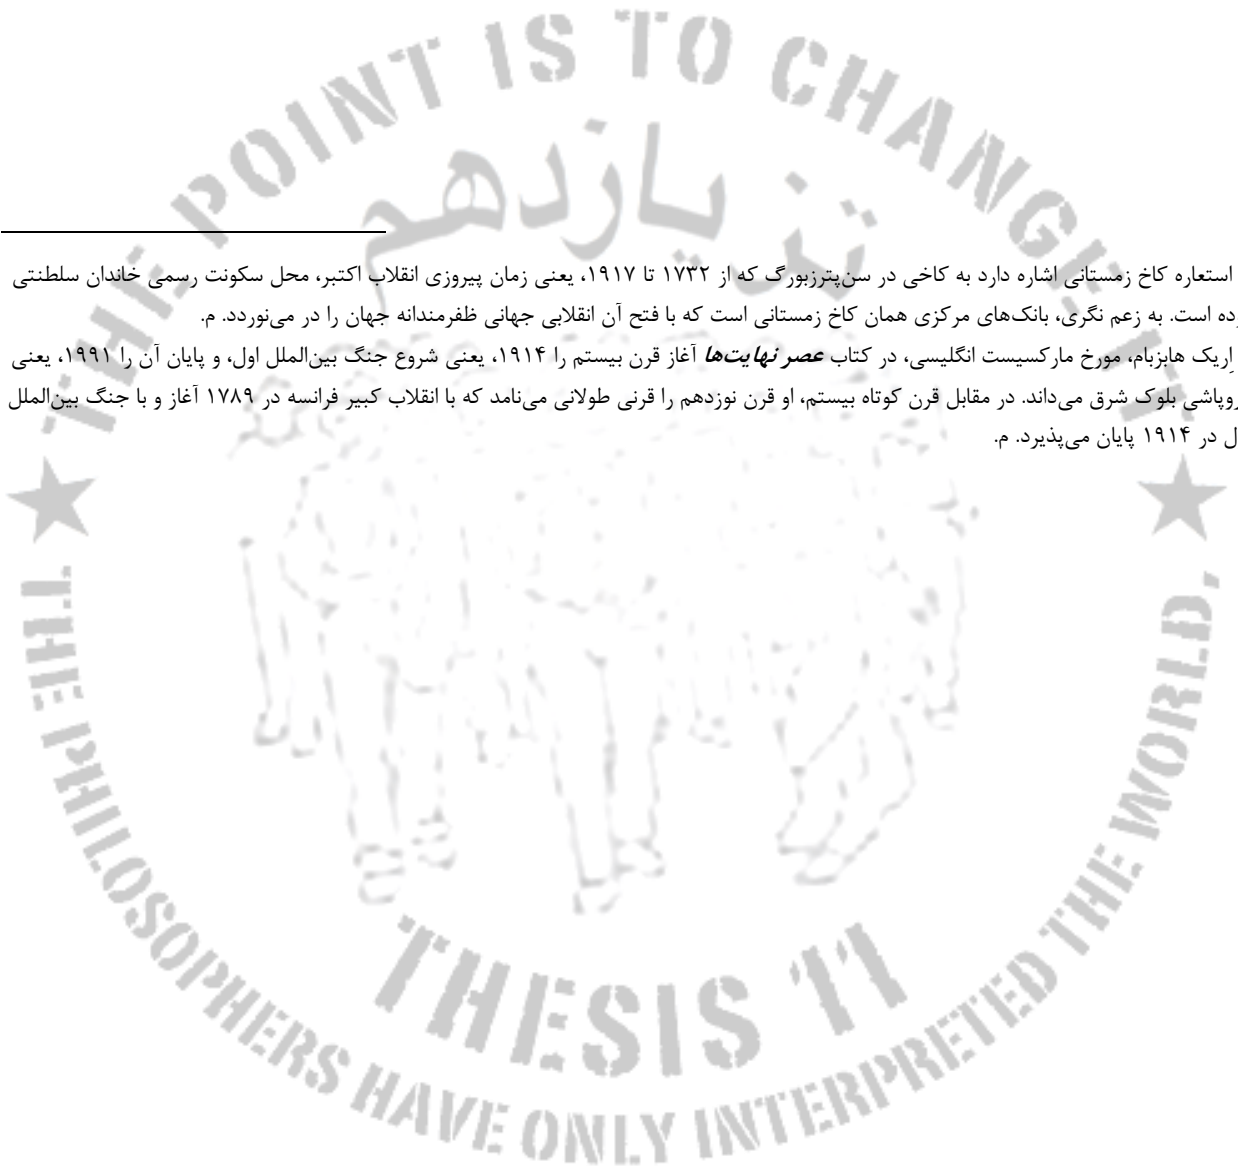 THE POINT IS TO CHANGE IT
تز یازدهم
استعاره کاخ زمستانی اشاره دارد به کاخی در سن‌پترزبورگ که از ۱۷۳۲ تا ۱۹۱۷، یعنی زمان پیروزی انقلاب اکتبر، محل سکونت رسمی خاندان سلطنتی
ده است. به زعم نگری، بانک‌های مرکزی همان کاخ زمستانی است که با فتح آن انقلابی جهانی ظفرمندانه جهان را در می‌نوردد. م.
اِریک هابزبام، مورخ مارکسیست انگلیسی، در کتاب عصر نهایت‌ها آغاز قرن بیستم را ۱۹۱۴، یعنی شروع جنگ بین‌الملل اول، و پایان آن را ۱۹۹۱، یعنی
روپاشی بلوک شرق می‌داند. در مقابل قرن کوتاه بیستم، او قرن نوزدهم را قرنی طولانی می‌نامد که با انقلاب کبیر فرانسه در ۱۷۸۹ آغاز و با جنگ بین‌الملل
ل در ۱۹۱۴ پایان می‌پذیرد. م.
THESIS 11
THE PHILOSOPHERS HAVE ONLY INTERPRETED THE WORLD,